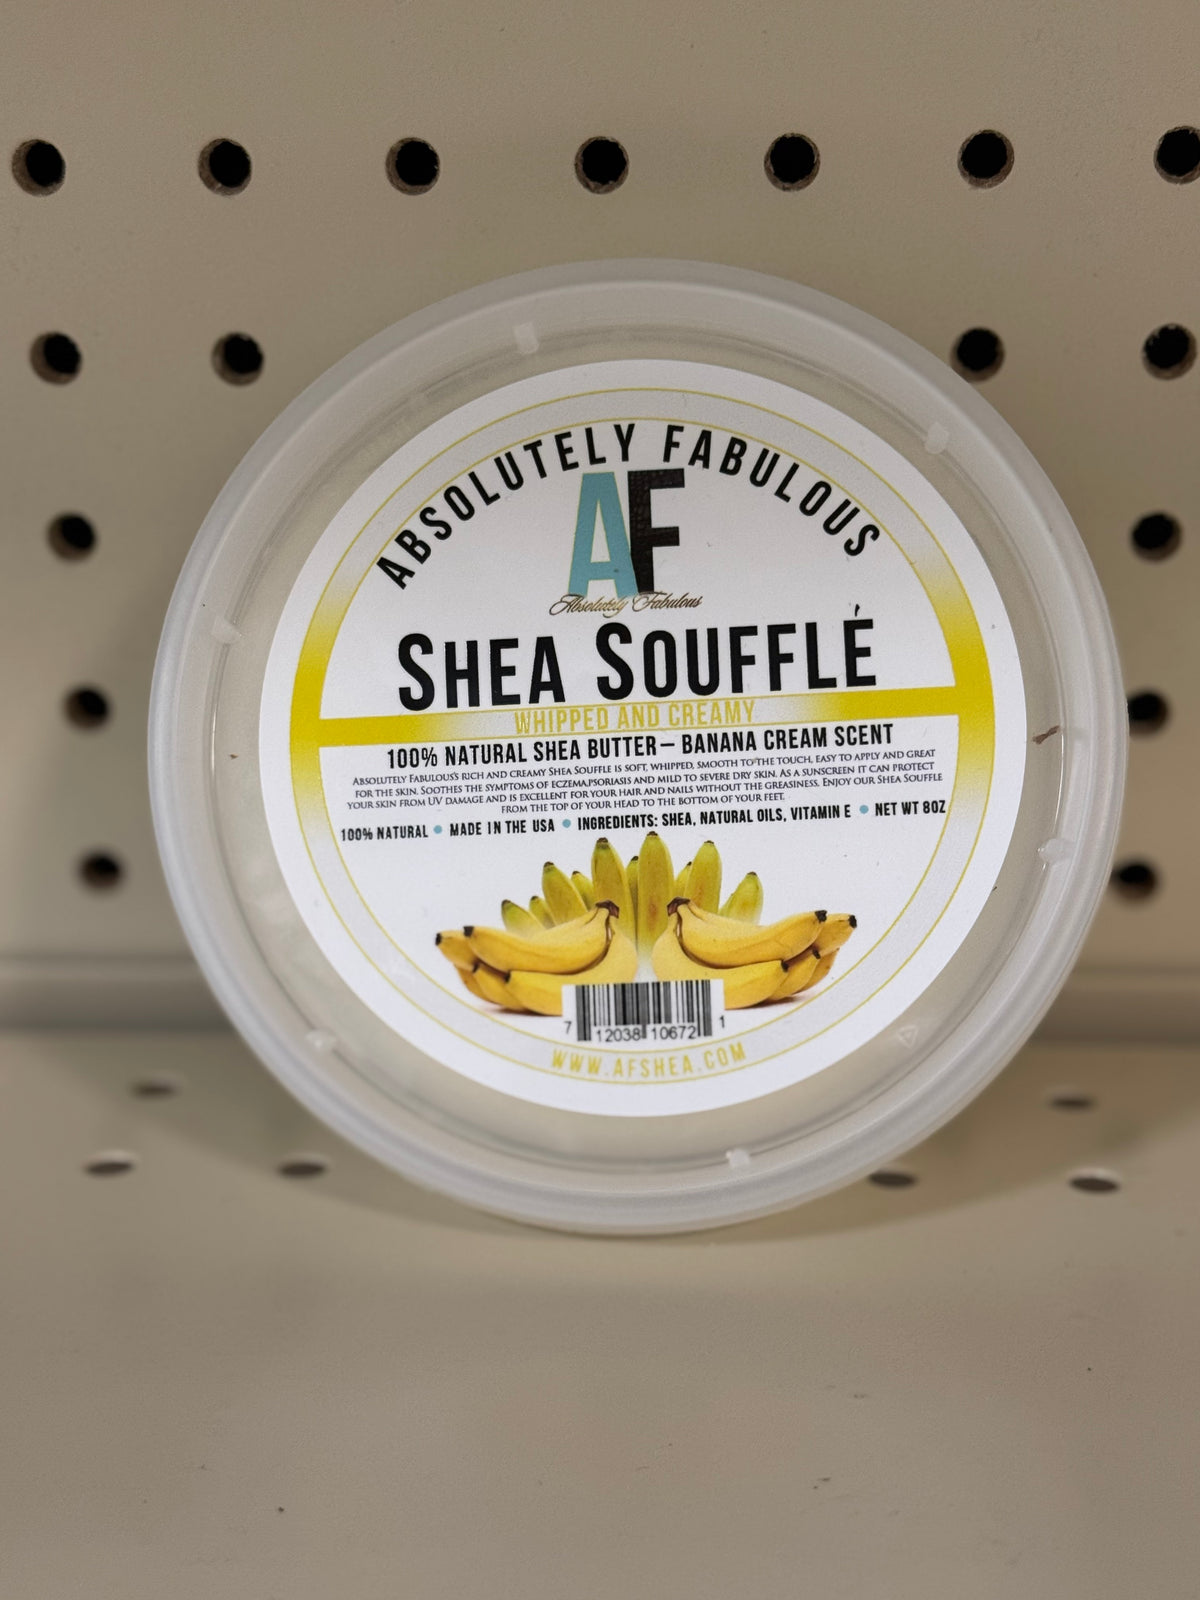 ABSOLUTELY FABULOUS
AF
Absolutely Fabulous
SHEA SOUFFLÉ
WHIPPED AND CREAMY
100% NATURAL SHEA BUTTER – BANANA CREAM SCENT
ABSOLUTELY FABULOUS'S RICH AND CREAMY SHEA SOUFFLE IS SOFT, WHIPPED, SMOOTH TO THE TOUCH, EASY TO APPLY AND GREAT
FOR THE SKIN. SOOTHES THE SYMPTOMS OF ECZEMA,PSORIASIS AND MILD TO SEVERE DRY SKIN. AS A SUNSCREEN IT CAN PROTECT
YOUR SKIN FROM UV DAMAGE AND IS EXCELLENT FOR YOUR HAIR AND NAILS WITHOUT THE GREASINESS. ENJOY OUR SHEA SOUFFLE
FROM THE TOP OF YOUR HEAD TO THE BOTTOM OF YOUR FEET.
100% NATURAL • MADE IN THE USA • INGREDIENTS: SHEA, NATURAL OILS, VITAMIN E • NET WT 8OZ
7 12038 10672 1
WWW.AFSHEA.COM